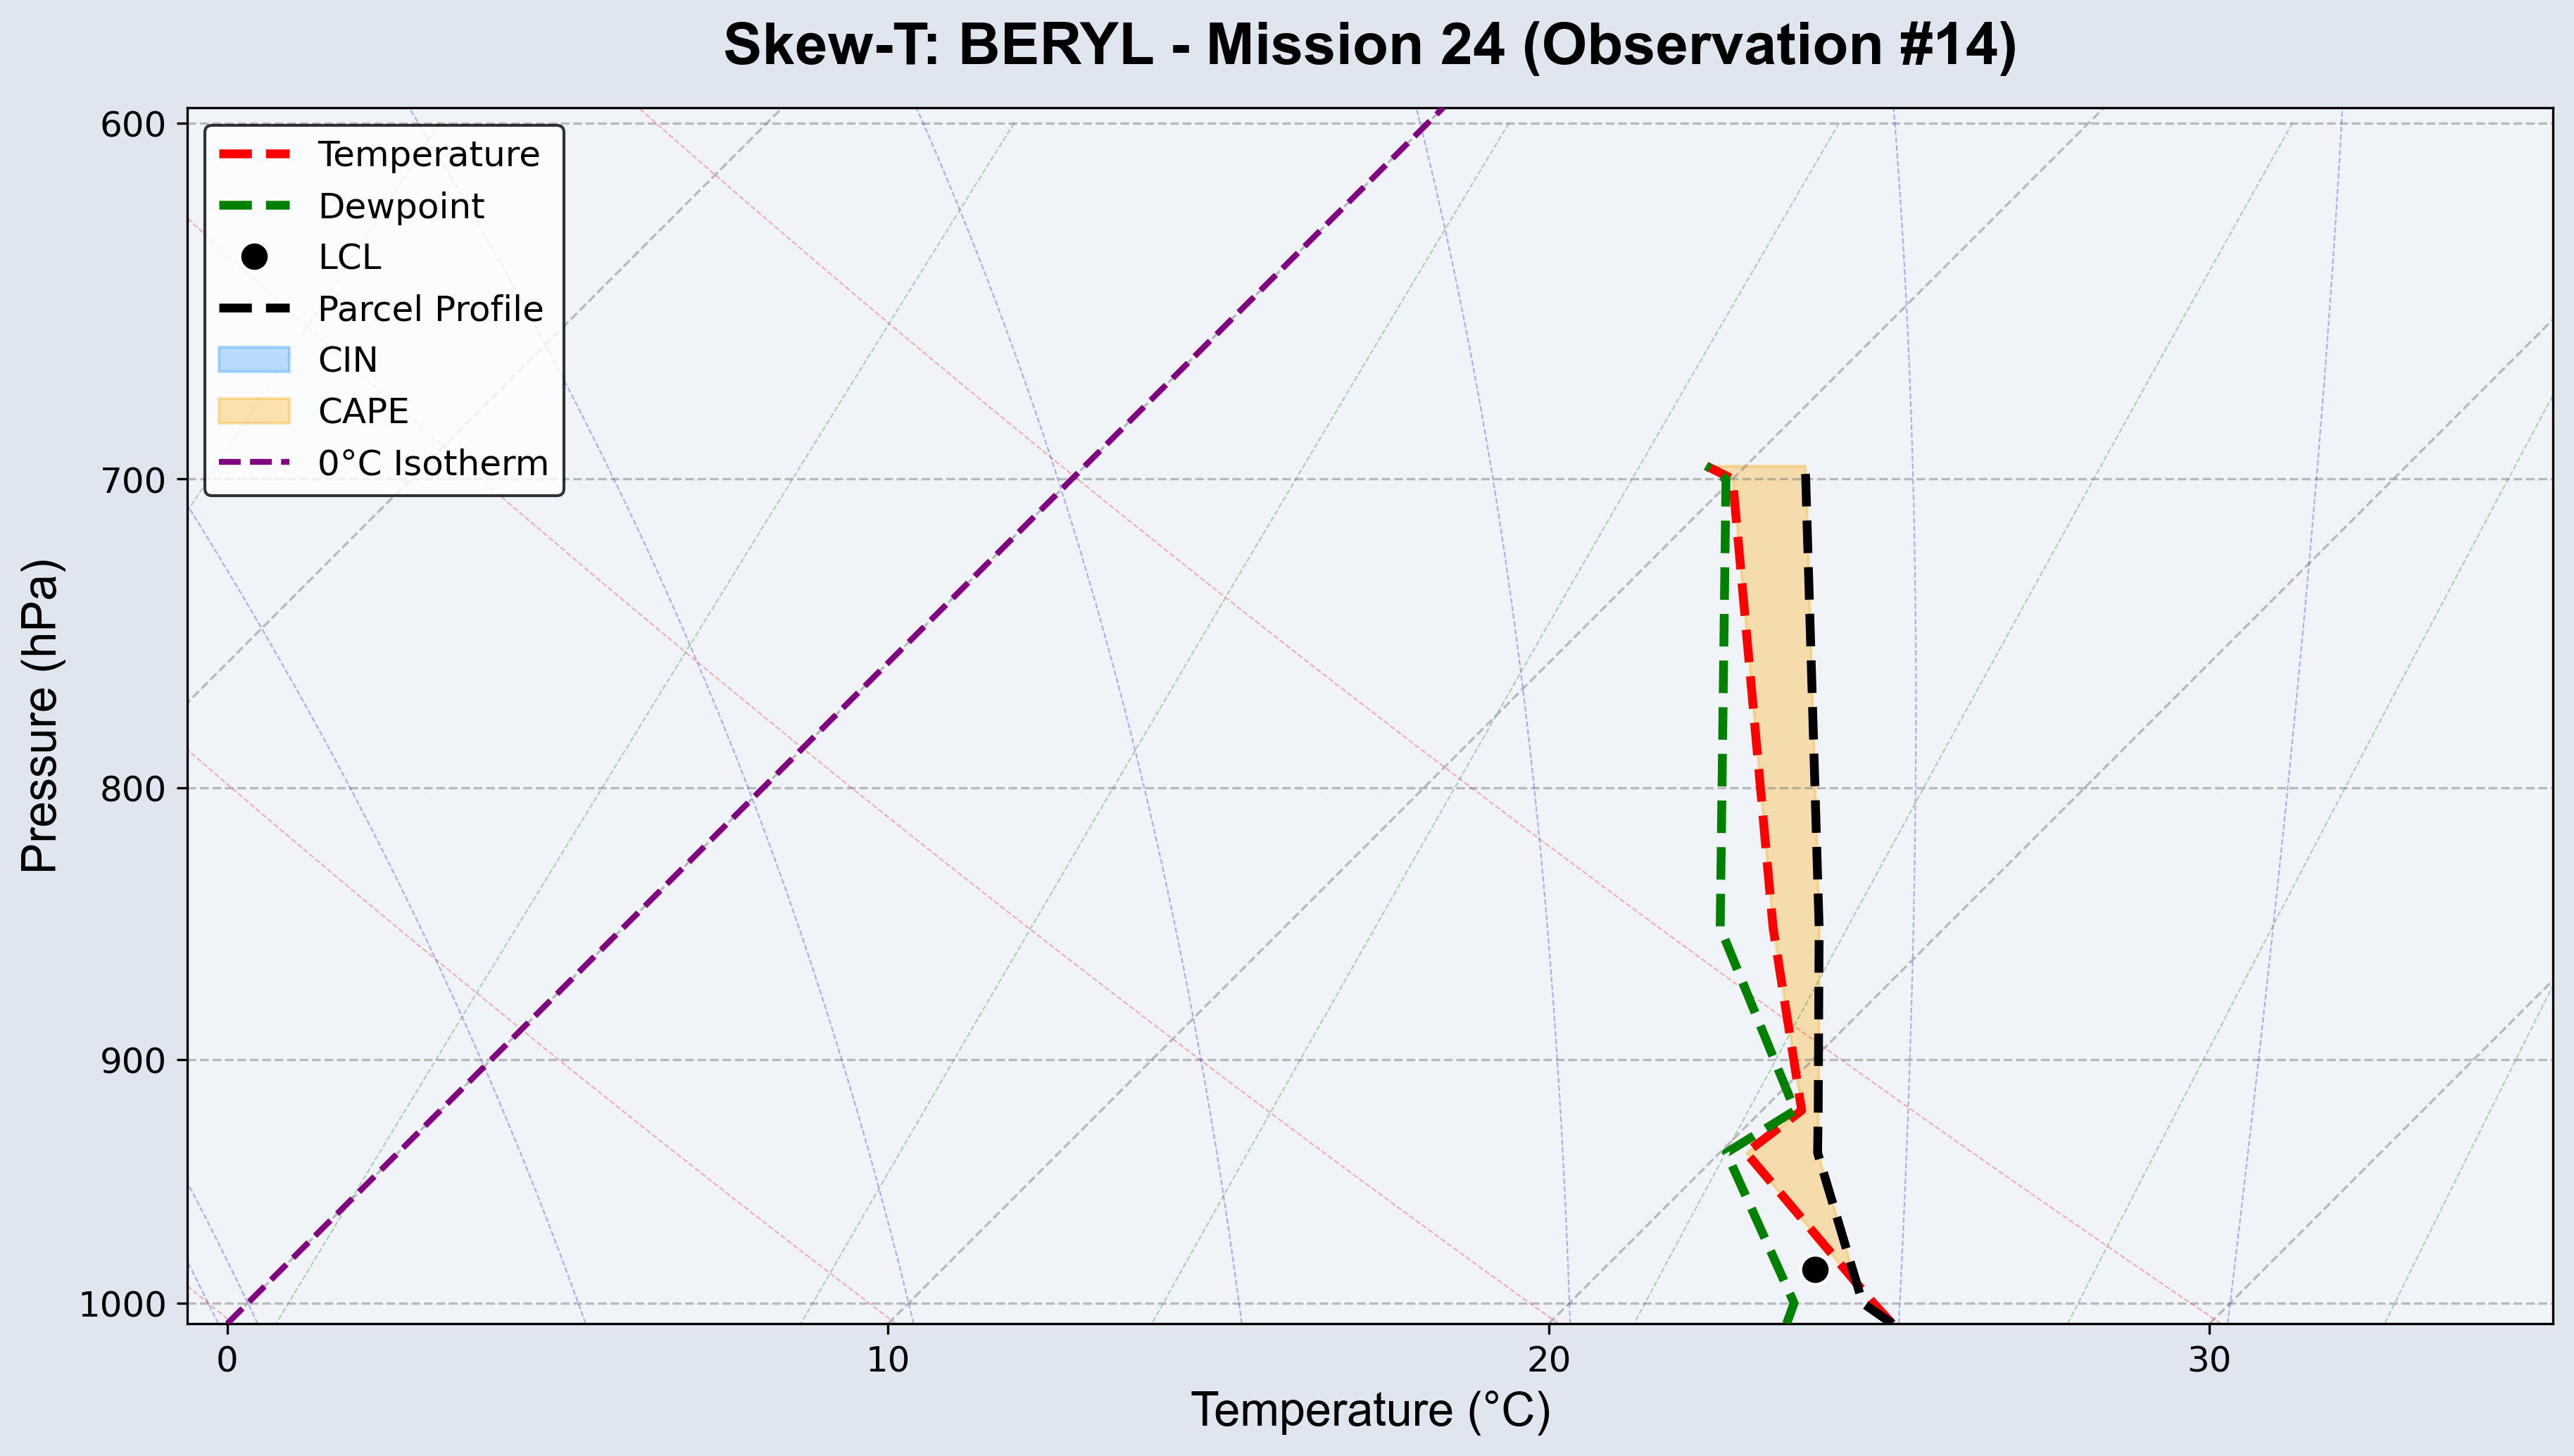 Skew-T: BERYL - Mission 24 (Observation #14)
600
700
800
900
1000
Pressure (hPa)
Temperature
Dewpoint
LCL
Parcel Profile
CIN
CAPE
0°C Isotherm
0
10
20
30
Temperature (°C)